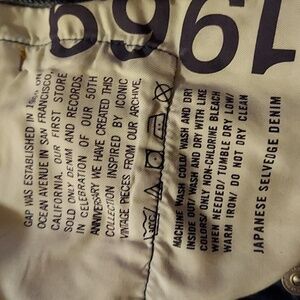 1969
GAP WAS ESTABLISHED IN ON
OCEAN AVENUE IN SAN FRANCISCO,
CALIFORNIA. OUR FIRST STORE
SOLD ONLY DENIM AND RECORDS.
IN CELEBRATION OF OUR 50TH
ANNIVERSARY WE HAVE CREATED THIS
COLLECTION INSPIRED BY ICONIC
VINTAGE PIECES FROM OUR ARCHIVE.
MACHINE WASH COLD/ WASH AND DRY
INSIDE OUT/ WASH AND DRY WITH LIKE
COLORS/ ONLY NON-CHLORINE BLEACH
WHEN NEEDED/ TUMBLE DRY LOW/
WARM IRON/ DO NOT DRY CLEAN
JAPANESE SELVEDGE DENIM